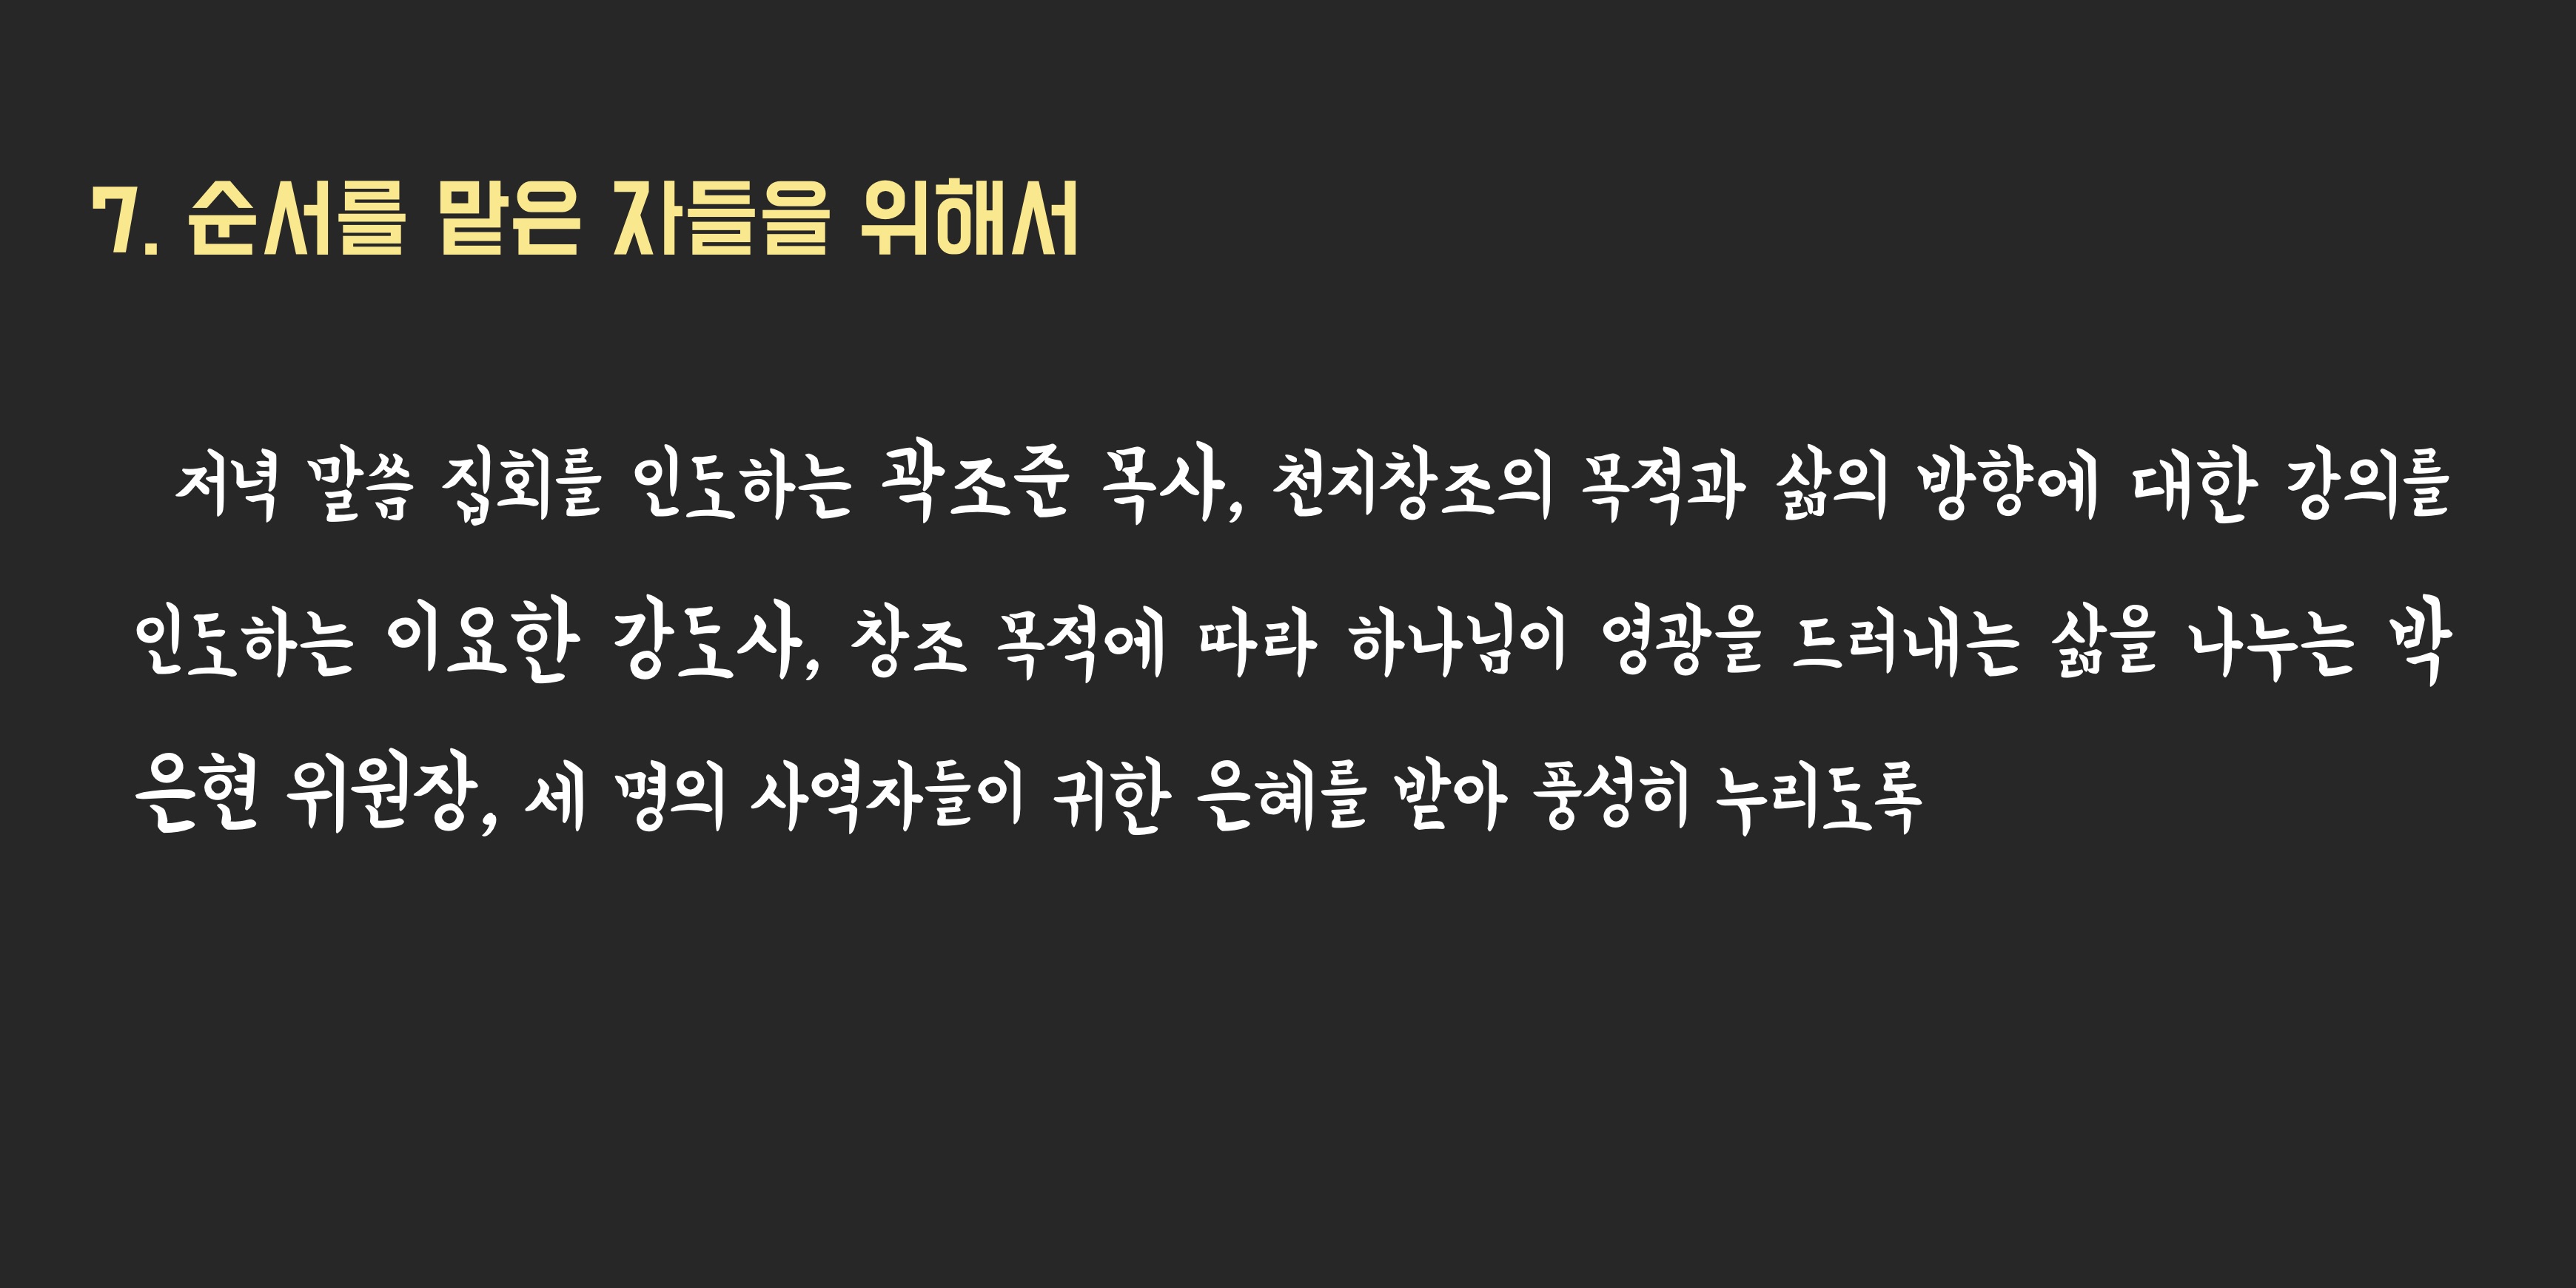 7. 순서를 맡은 자들을 위해서
저녁 말씀 집회를 인도하는 곽조준 목사, 천지창조의 목적과 삶의 방향에 대한 강의를
인도하는 이요한 강도사, 창조 목적에 따라 하나님이 영광을 드러내는 삶을 나누는 박
은현 위원장, 세 명의 사역자들이 귀한 은혜를 받아 풍성히 누리도록